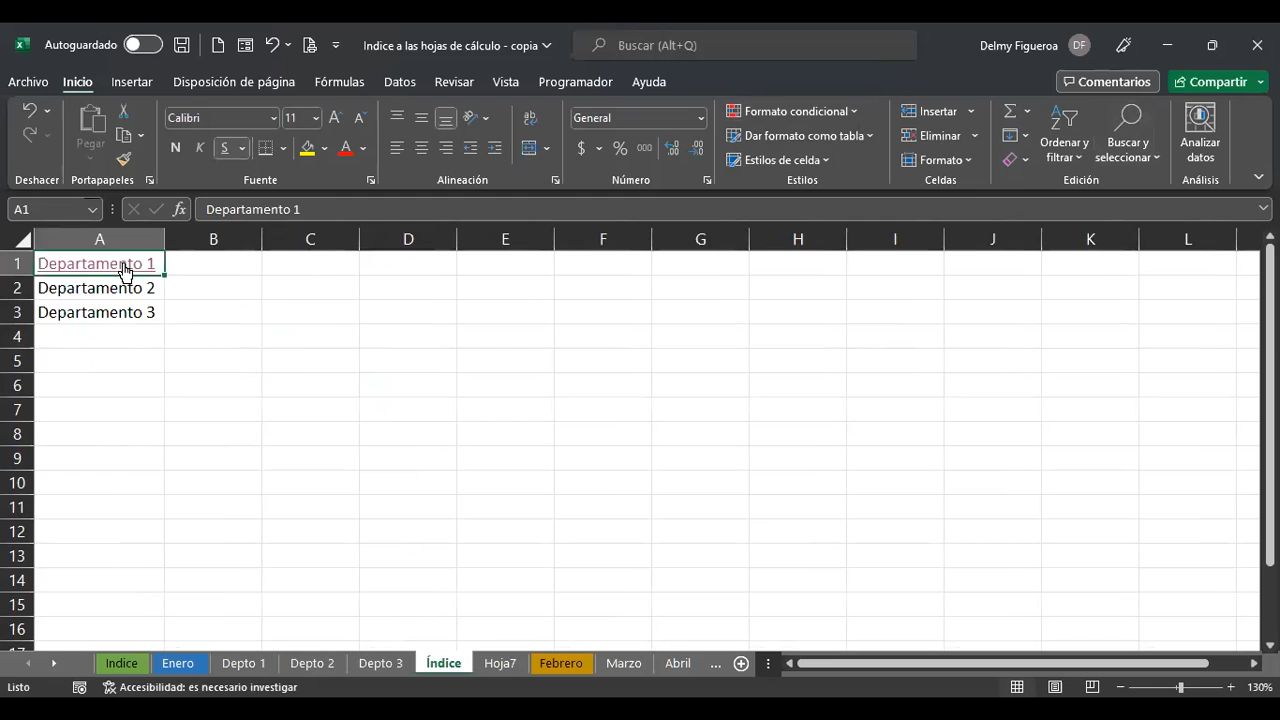 Autoguardado
Indice a las hojas de cálculo - copia
Buscar (Alt+Q)
Delmy Figueroa DF
Archivo Inicio Insertar Disposición de página Fórmulas Datos Revisar Vista Programador Ayuda Comentarios Compartir
Pegar
Calibri 11
N K S
General
$ % 000
Formato condicional
Dar formato como tabla
Estilos de celda
Insertar
Eliminar
Formato
Ordenar y filtrar
Buscar y seleccionar
Analizar datos
Deshacer Portapapeles Fuente Alineación Número Estilos Celdas Edición Análisis
A1 fx Departamento 1
A B C D E F G H I J K L
1 Departamento 1
2 Departamento 2
3 Departamento 3
4
5
6
7
8
9
10
11
12
13
14
15
16
17
Indice Enero Depto 1 Depto 2 Depto 3 Índice Hoja7 Febrero Marzo Abril ...
Listo Accesibilidad: es necesario investigar 130%